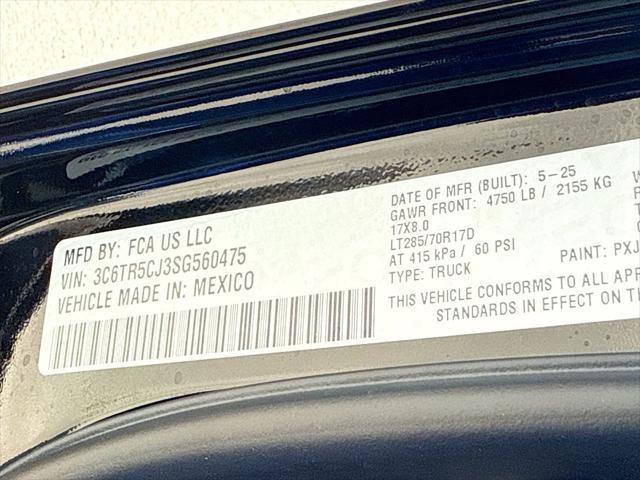 MFD BY: FCA US LLC
VIN: 3C6TR5CJ3SG560475
VEHICLE MADE IN: MEXICO
DATE OF MFR (BUILT): 5-25
GAWR FRONT: 4750 LB / 2155 KG
17X8.0
LT285/70R17D
AT 415 kPa / 60 PSI
TYPE: TRUCK
PAINT: PXJ
THIS VEHICLE CONFORMS TO ALL APPLICABLE
STANDARDS IN EFFECT ON THE